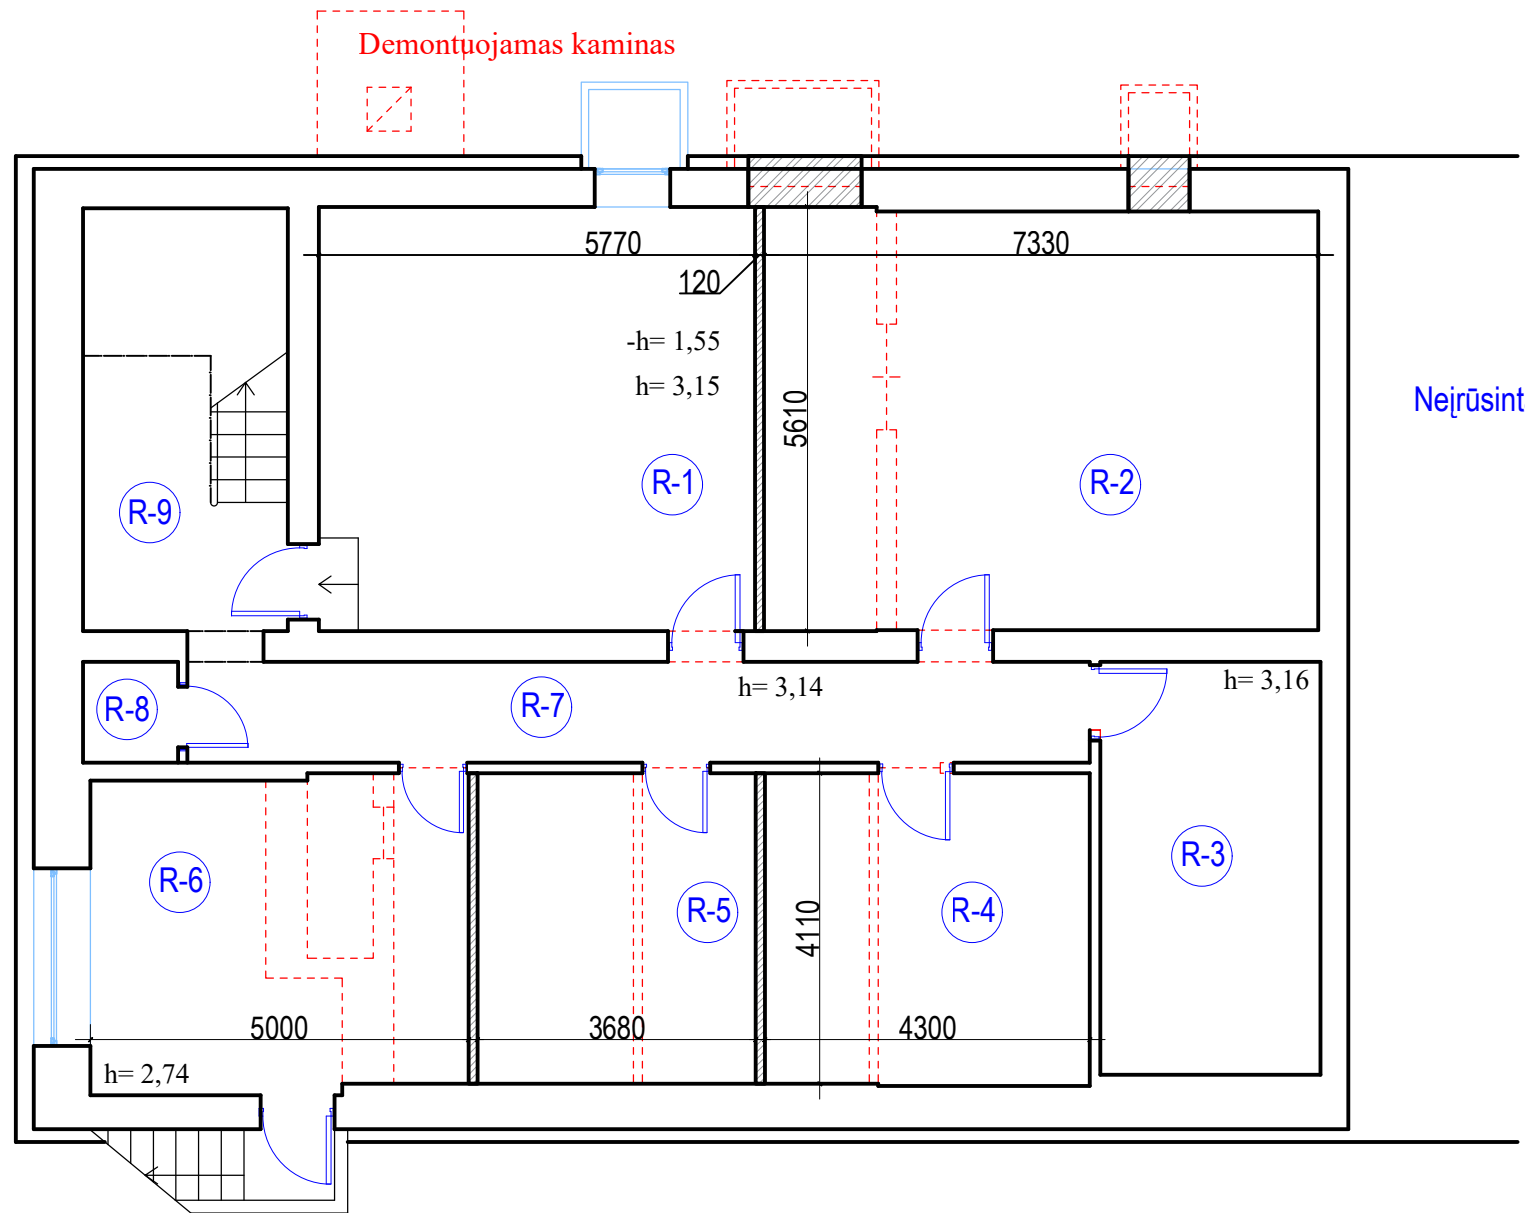 Demontuojamas kaminas
5770
7330
120
-h= 1,55
h= 3,15
5610
Neįrūsint
R-1
R-2
R-9
h= 3,14
h= 3,16
R-8
R-7
R-3
R-6
R-5
R-4
4110
5000
3680
4300
h= 2,74